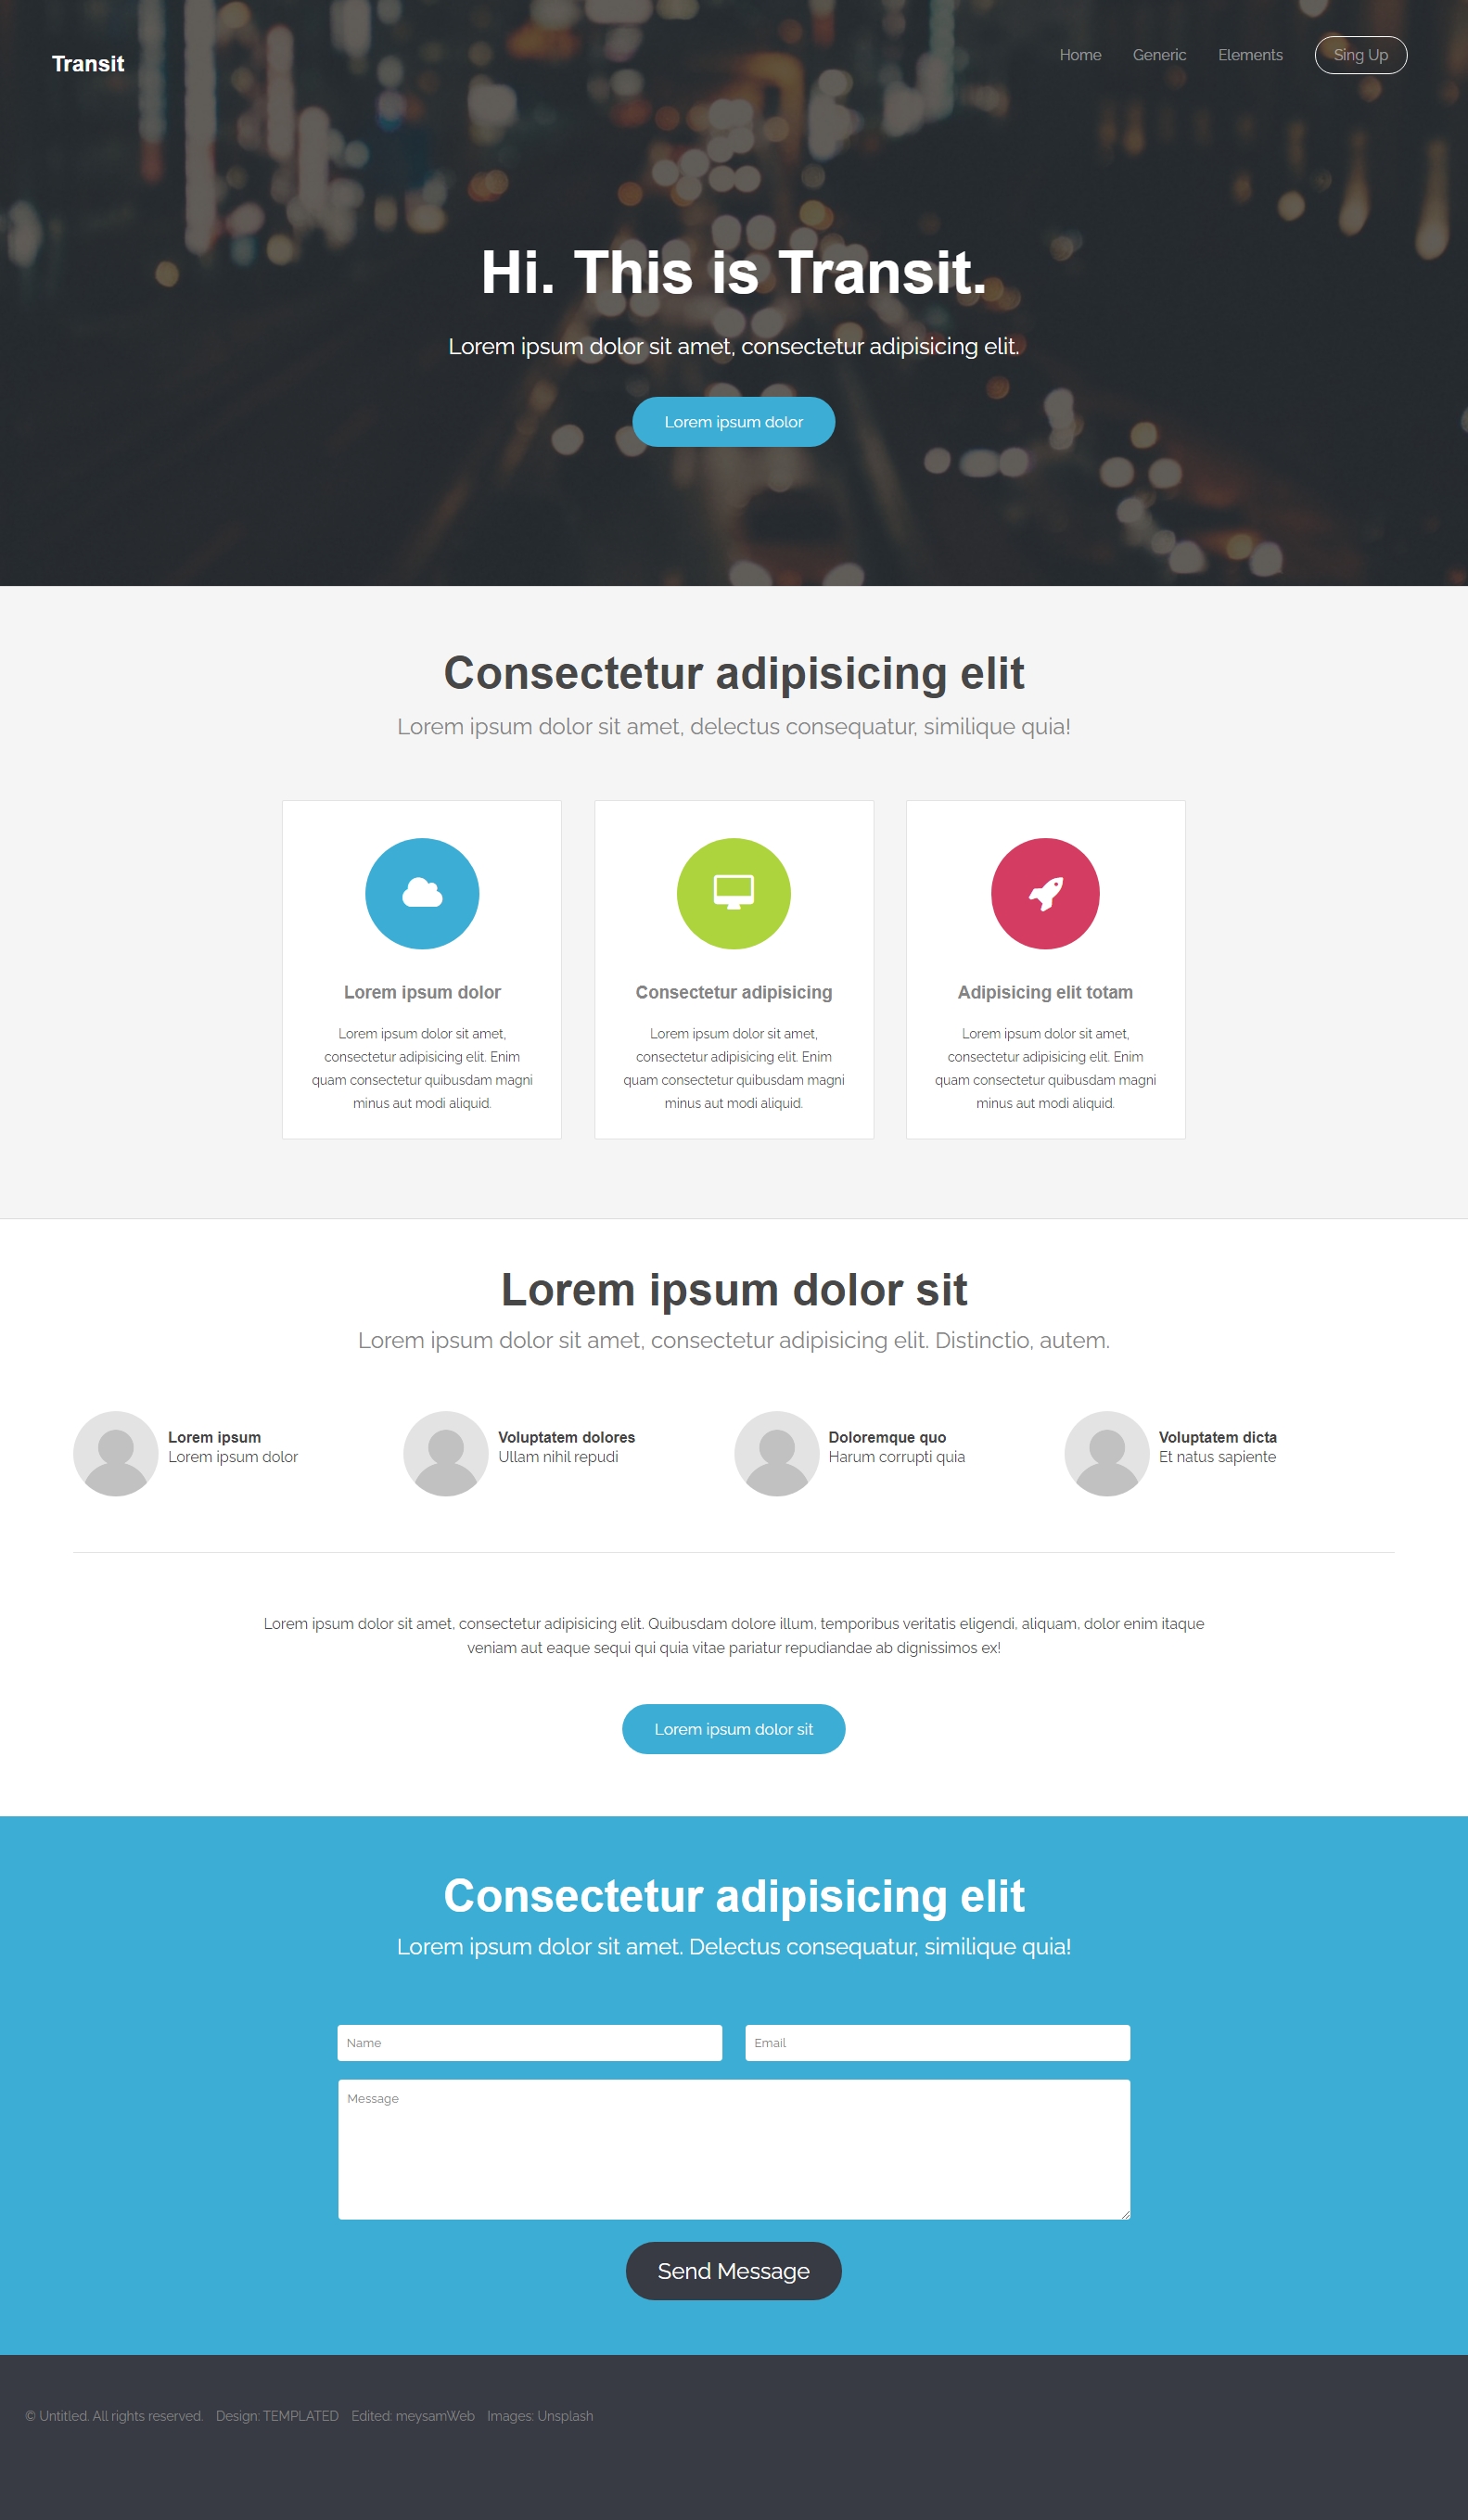 Transit
Home Generic Elements Sing Up
Hi. This is Transit.
Lorem ipsum dolor sit amet, consectetur adipisicing elit.
Lorem ipsum dolor
Consectetur adipisicing elit
Lorem ipsum dolor sit amet, delectus consequatur, similique quia!
Lorem ipsum dolor
Lorem ipsum dolor sit amet,
consectetur adipisicing elit. Enim
quam consectetur quibusdam magni
minus aut modi aliquid.
Consectetur adipisicing
Lorem ipsum dolor sit amet,
consectetur adipisicing elit. Enim
quam consectetur quibusdam magni
minus aut modi aliquid.
Adipisicing elit totam
Lorem ipsum dolor sit amet,
consectetur adipisicing elit. Enim
quam consectetur quibusdam magni
minus aut modi aliquid.
Lorem ipsum dolor sit
Lorem ipsum dolor sit amet, consectetur adipisicing elit. Distinctio, autem.
Lorem ipsum
Lorem ipsum dolor
Voluptatem dolores
Ullam nihil repudi
Doloremque quo
Harum corrupti quia
Voluptatem dicta
Et natus sapiente
Lorem ipsum dolor sit amet, consectetur adipisicing elit. Quibusdam dolore illum, temporibus veritatis eligendi, aliquam, dolor enim itaque
veniam aut eaque sequi qui quia vitae pariatur repudiandae ab dignissimos ex!
Lorem ipsum dolor sit
Consectetur adipisicing elit
Lorem ipsum dolor sit amet. Delectus consequatur, similique quia!
Name
Email
Message
Send Message
© Untitled. All rights reserved. Design: TEMPLATED Edited: meysamWeb Images: Unsplash